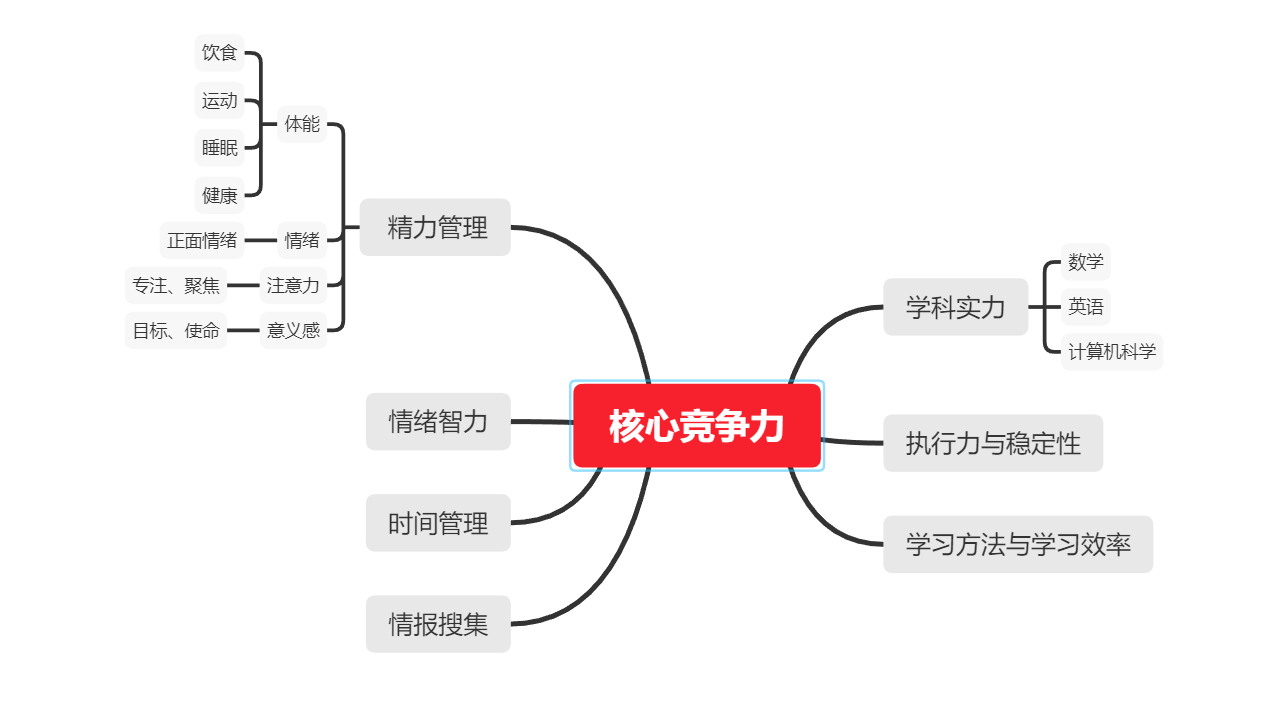 饮食
运动
体能
睡眠
健康
精力管理
正面情绪
情绪
专注、聚焦
注意力
目标、使命
意义感
数学
学科实力
英语
计算机科学
情绪智力
核心竞争力
执行力与稳定性
时间管理
学习方法与学习效率
情报搜集